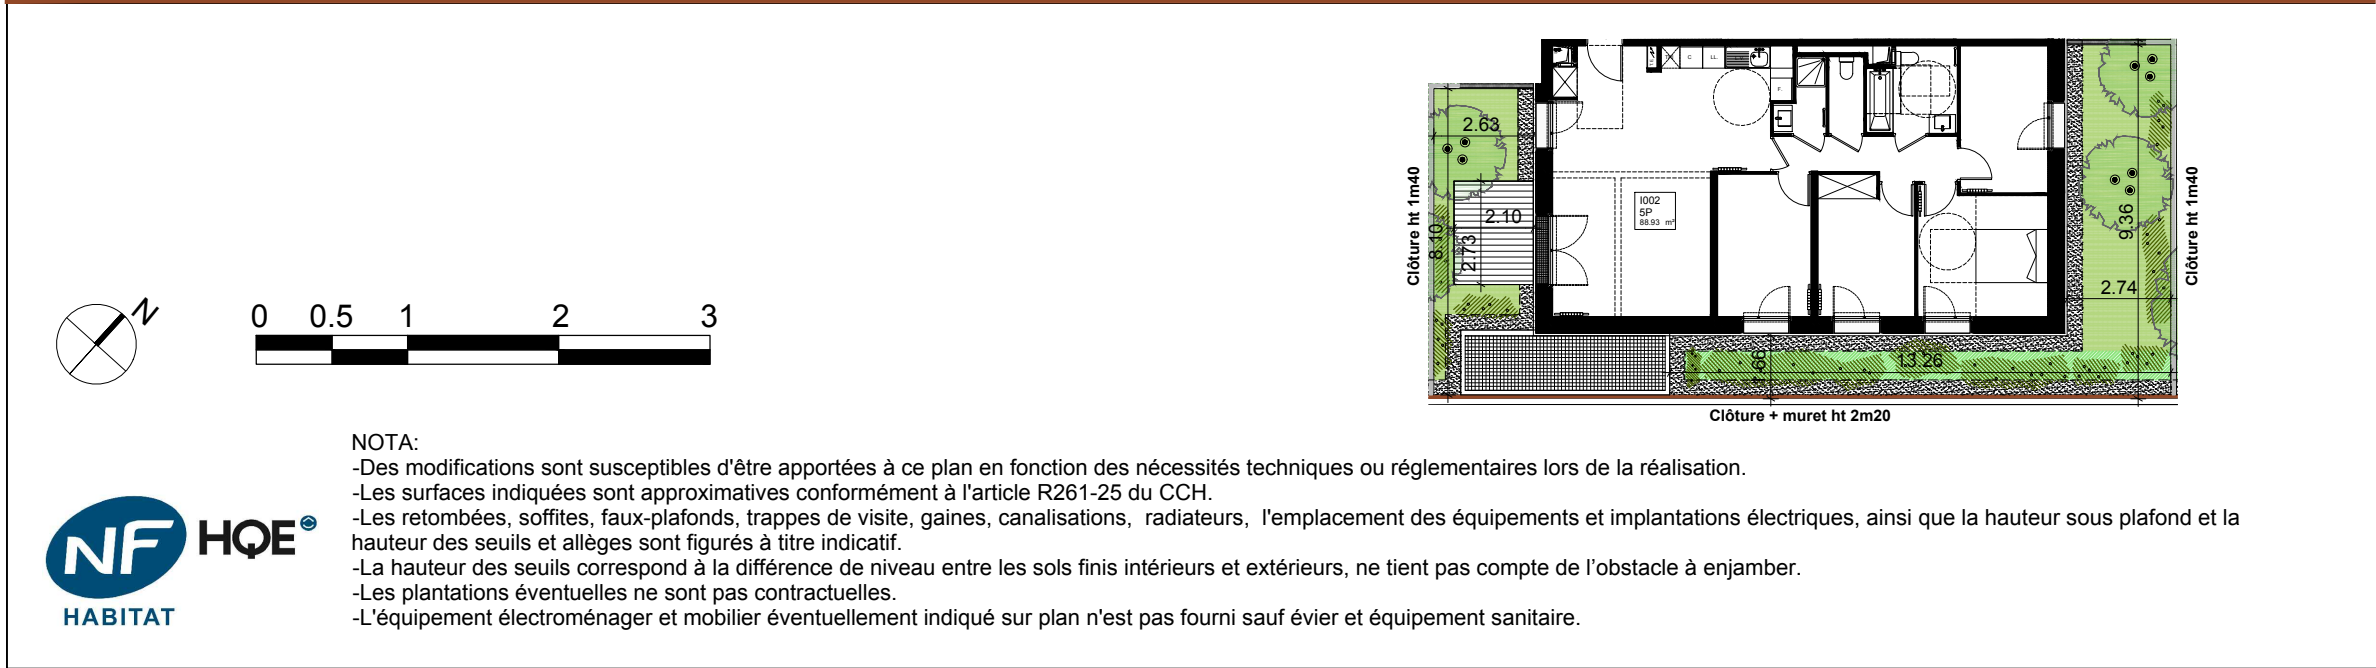 2.63
Clôture ht 1m40
8.10
2.10
2.73
I002
5P
88.93 m²
C
LL.
F.
9.36
2.74
Clôture ht 1m40
1.66
13.26
Clôture + muret ht 2m20
N
0 0.5 1 2 3
NOTA:
-Des modifications sont susceptibles d'être apportées à ce plan en fonction des nécessités techniques ou réglementaires lors de la réalisation.
-Les surfaces indiquées sont approximatives conformément à l'article R261-25 du CCH.
-Les retombées, soffites, faux-plafonds, trappes de visite, gaines, canalisations, radiateurs, l'emplacement des équipements et implantations électriques, ainsi que la hauteur sous plafond et la
hauteur des seuils et allèges sont figurés à titre indicatif.
-La hauteur des seuils correspond à la différence de niveau entre les sols finis intérieurs et extérieurs, ne tient pas compte de l’obstacle à enjamber.
-Les plantations éventuelles ne sont pas contractuelles.
-L'équipement électroménager et mobilier éventuellement indiqué sur plan n'est pas fourni sauf évier et équipement sanitaire.
NF HQE
HABITAT